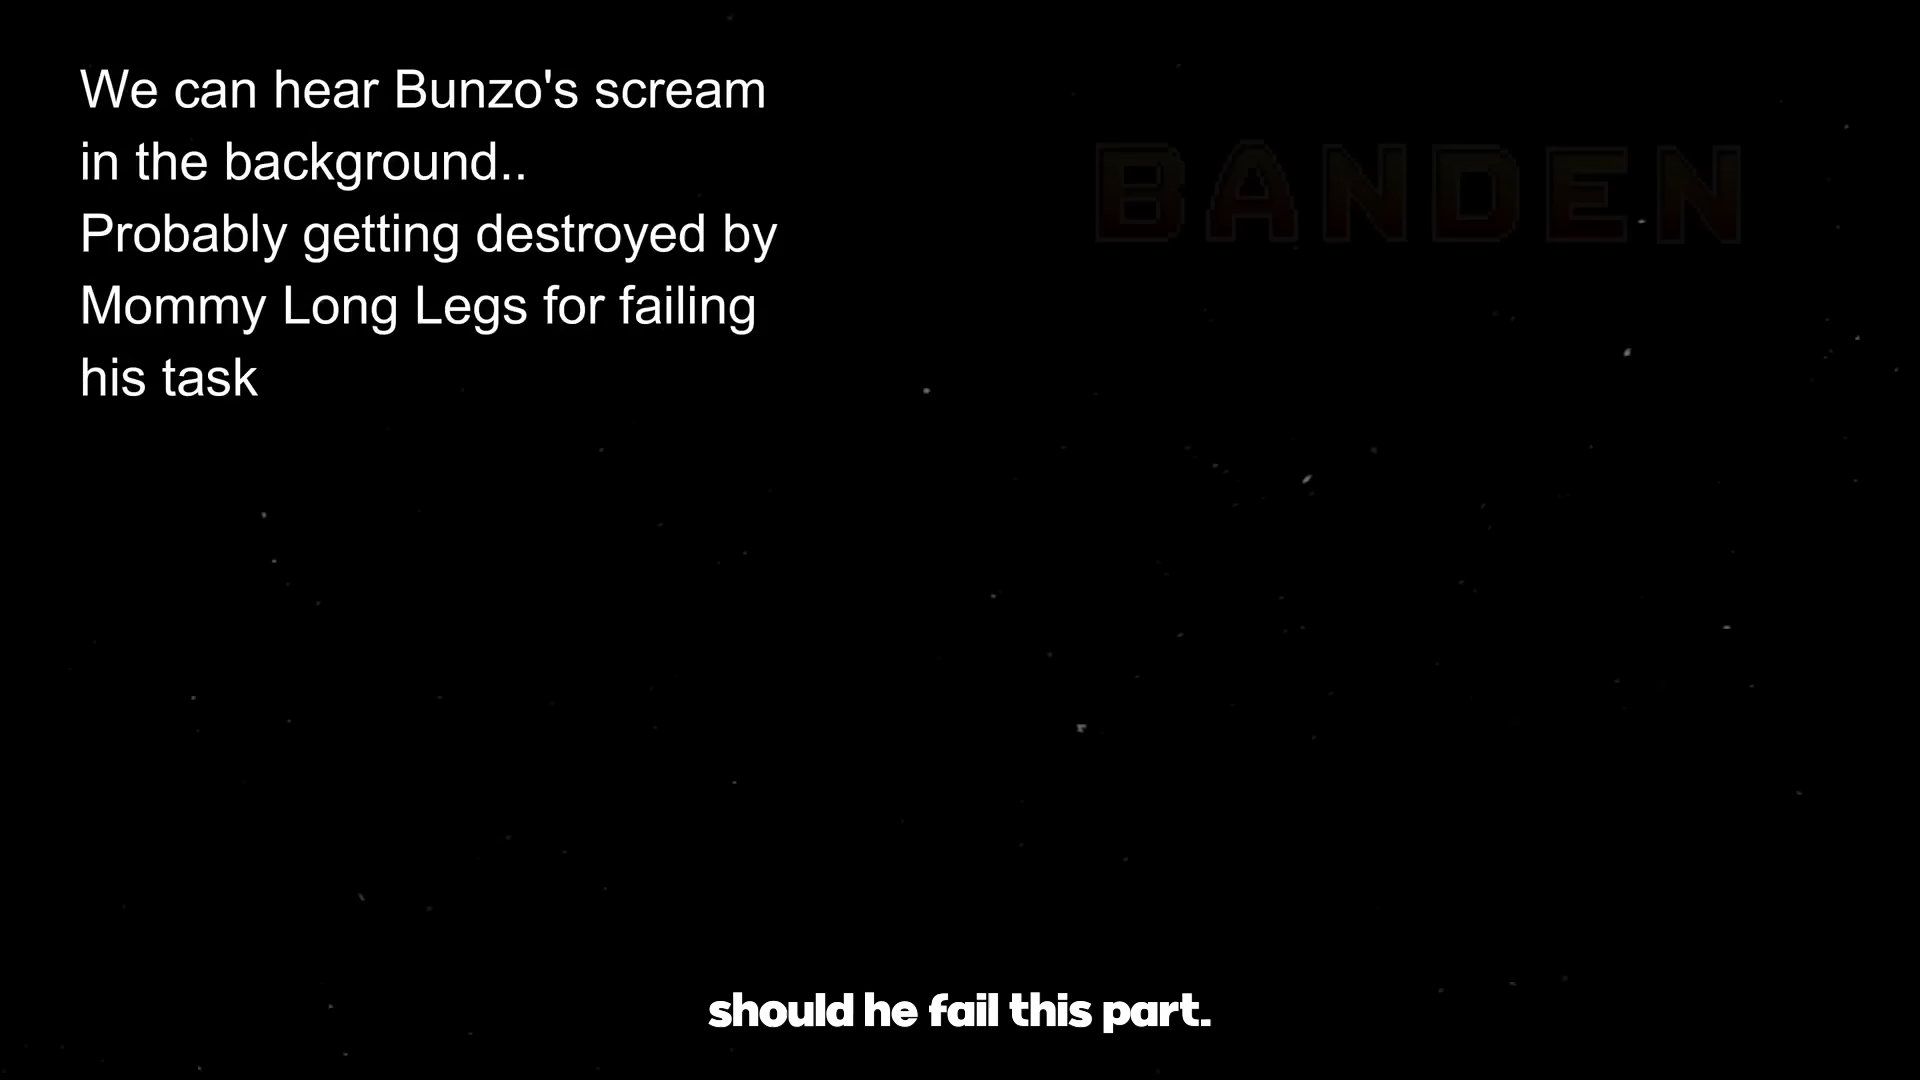 We can hear Bunzo's scream
in the background..
Probably getting destroyed by
Mommy Long Legs for failing
his task
BANDEN
should he fail this part.